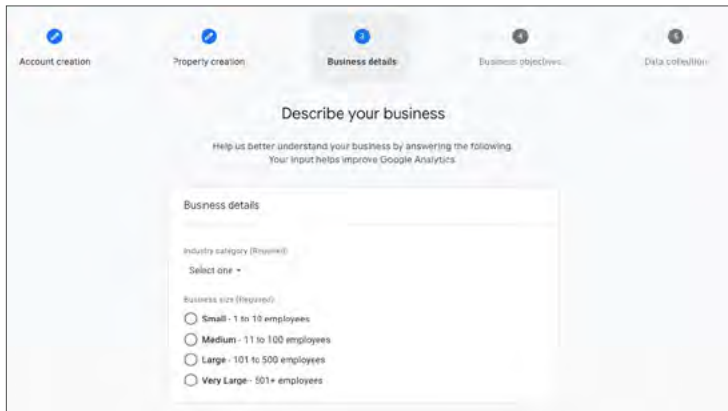 3 4 5
Account creation Property creation Business details Business objectives Data collection
Describe your business
Help us better understand your business by answering the following.
Your input helps improve Google Analytics.
Business details
Industry category (Required)
Select one
Business size (Required)
Small - 1 to 10 employees
Medium - 11 to 100 employees
Large - 101 to 500 employees
Very Large - 501+ employees